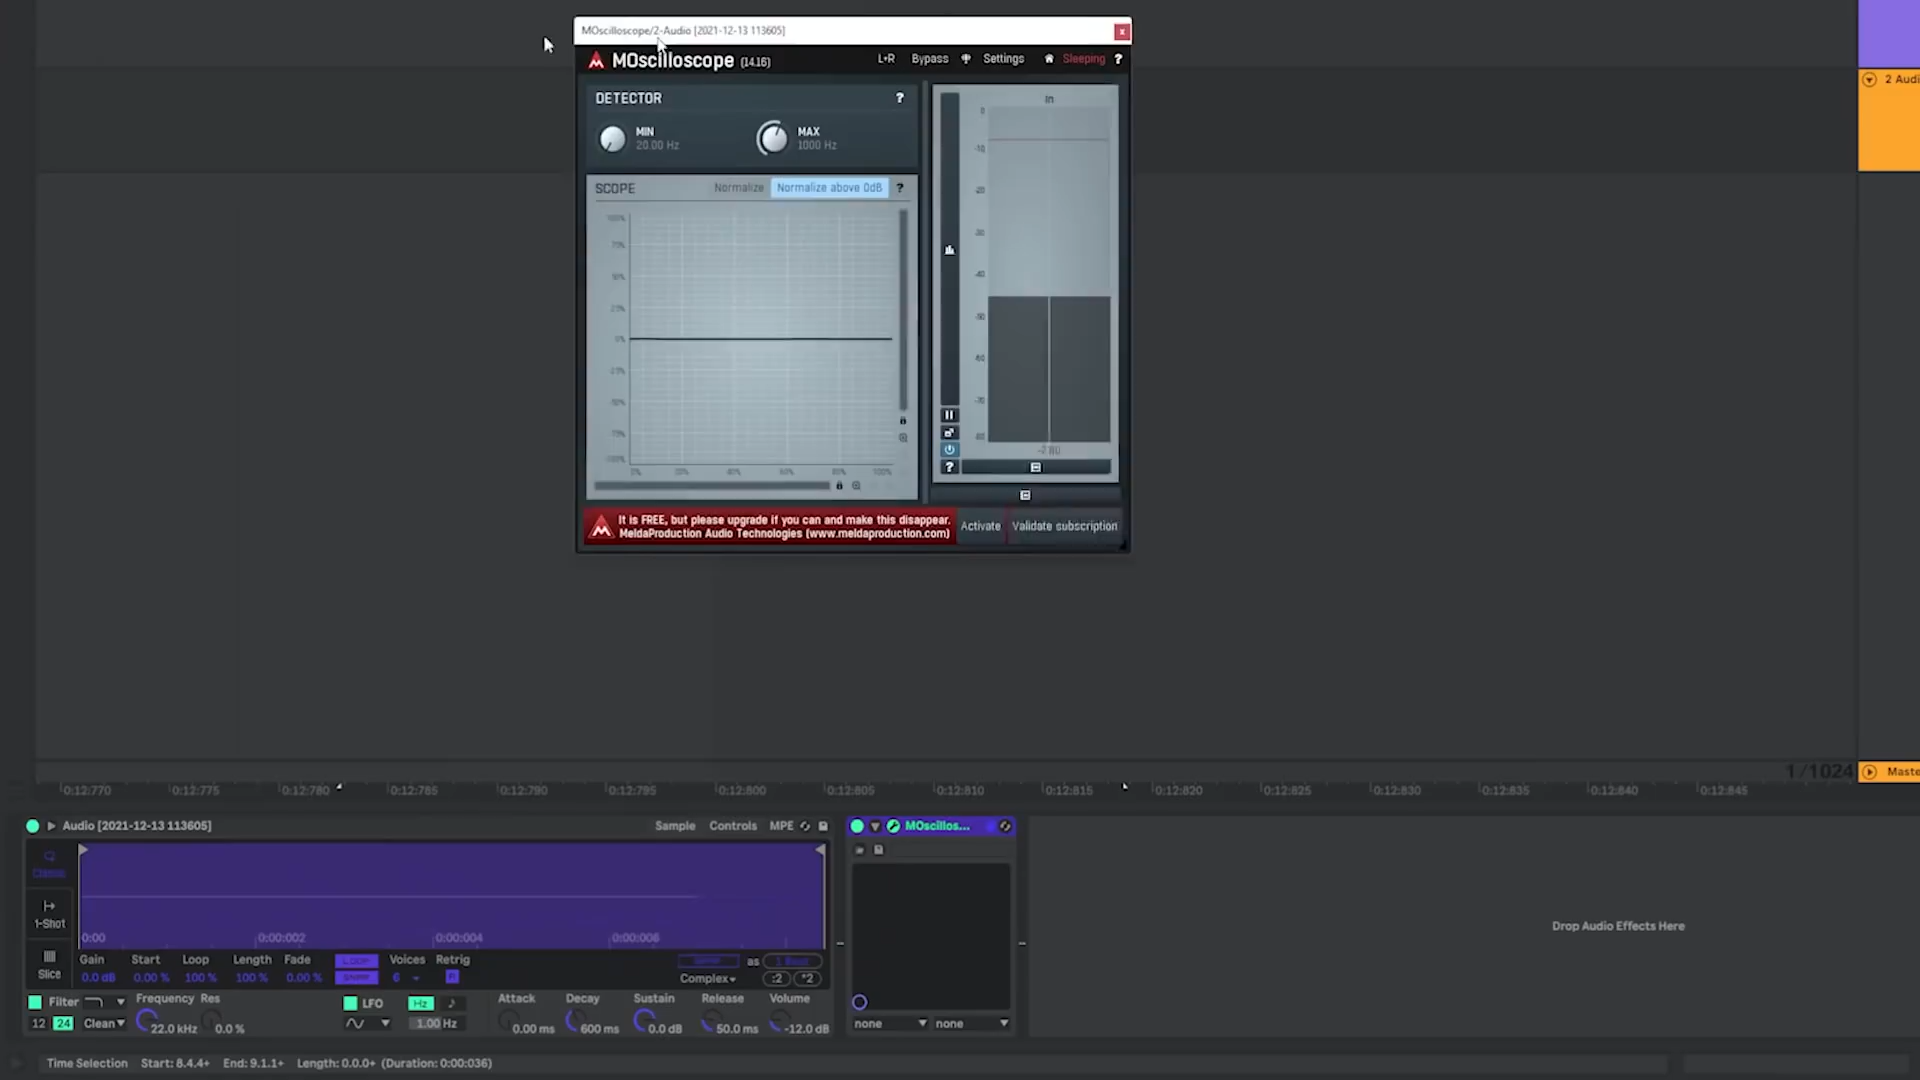 MOscilloscope/2-Audio [2021-12-13 113605]
x
MOscilloscope (14.16)
L+R Bypass Settings Sleeping ?
DETECTOR ?
MIN
20.00 Hz
MAX
1000 Hz
SCOPE Normalize Normalize above 0dB ?
100%
75%
50%
25%
0%
-25%
-50%
-75%
-100%
0% 20% 40% 60% 80% 100%
In
0
-10
-20
-30
-40
-50
-60
-70
-80
-7.80
?
It is FREE, but please upgrade if you can and make this disappear.
MeldaProduction Audio Technologies (www.meldaproduction.com)
Activate Validate subscription
2 Audi
1/1024
Maste
0:12:770 0:12:775 0:12:780 0:12:785 0:12:790 0:12:795 0:12:800 0:12:805 0:12:810 0:12:815 0:12:820 0:12:825 0:12:830 0:12:835 0:12:840 0:12:845
Audio [2021-12-13 113605] Sample Controls MPE
Classic
1-Shot
Slice
0:00 0:00:002 0:00:004 0:00:006
Gain Start Loop Length Fade LOOP Voices Retrig WARP as 1 Beat
0.0 dB 0.00 % 100 % 100 % 0.00 % SNAP 6 R Complex :2 *2
Filter Frequency Res LFO Hz Attack Decay Sustain Release Volume
12 24 Clean 22.0 kHz 0.0 % 1.00 Hz 0.00 ms 600 ms 0.0 dB 50.0 ms -12.0 dB
MOscillos...
none none
Drop Audio Effects Here
Time Selection Start: 8.4.4+ End: 9.1.1+ Length: 0.0.0+ (Duration: 0:00:036)